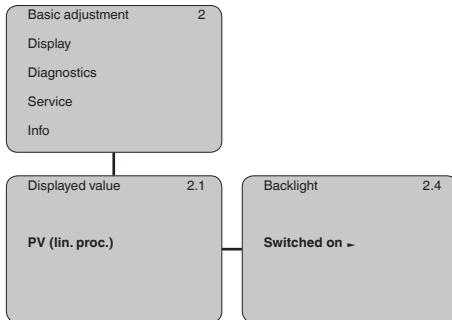 Basic adjustment 2
Display
Diagnostics
Service
Info
Displayed value 2.1
PV (lin. proc.)
Backlight 2.4
Switched on ►